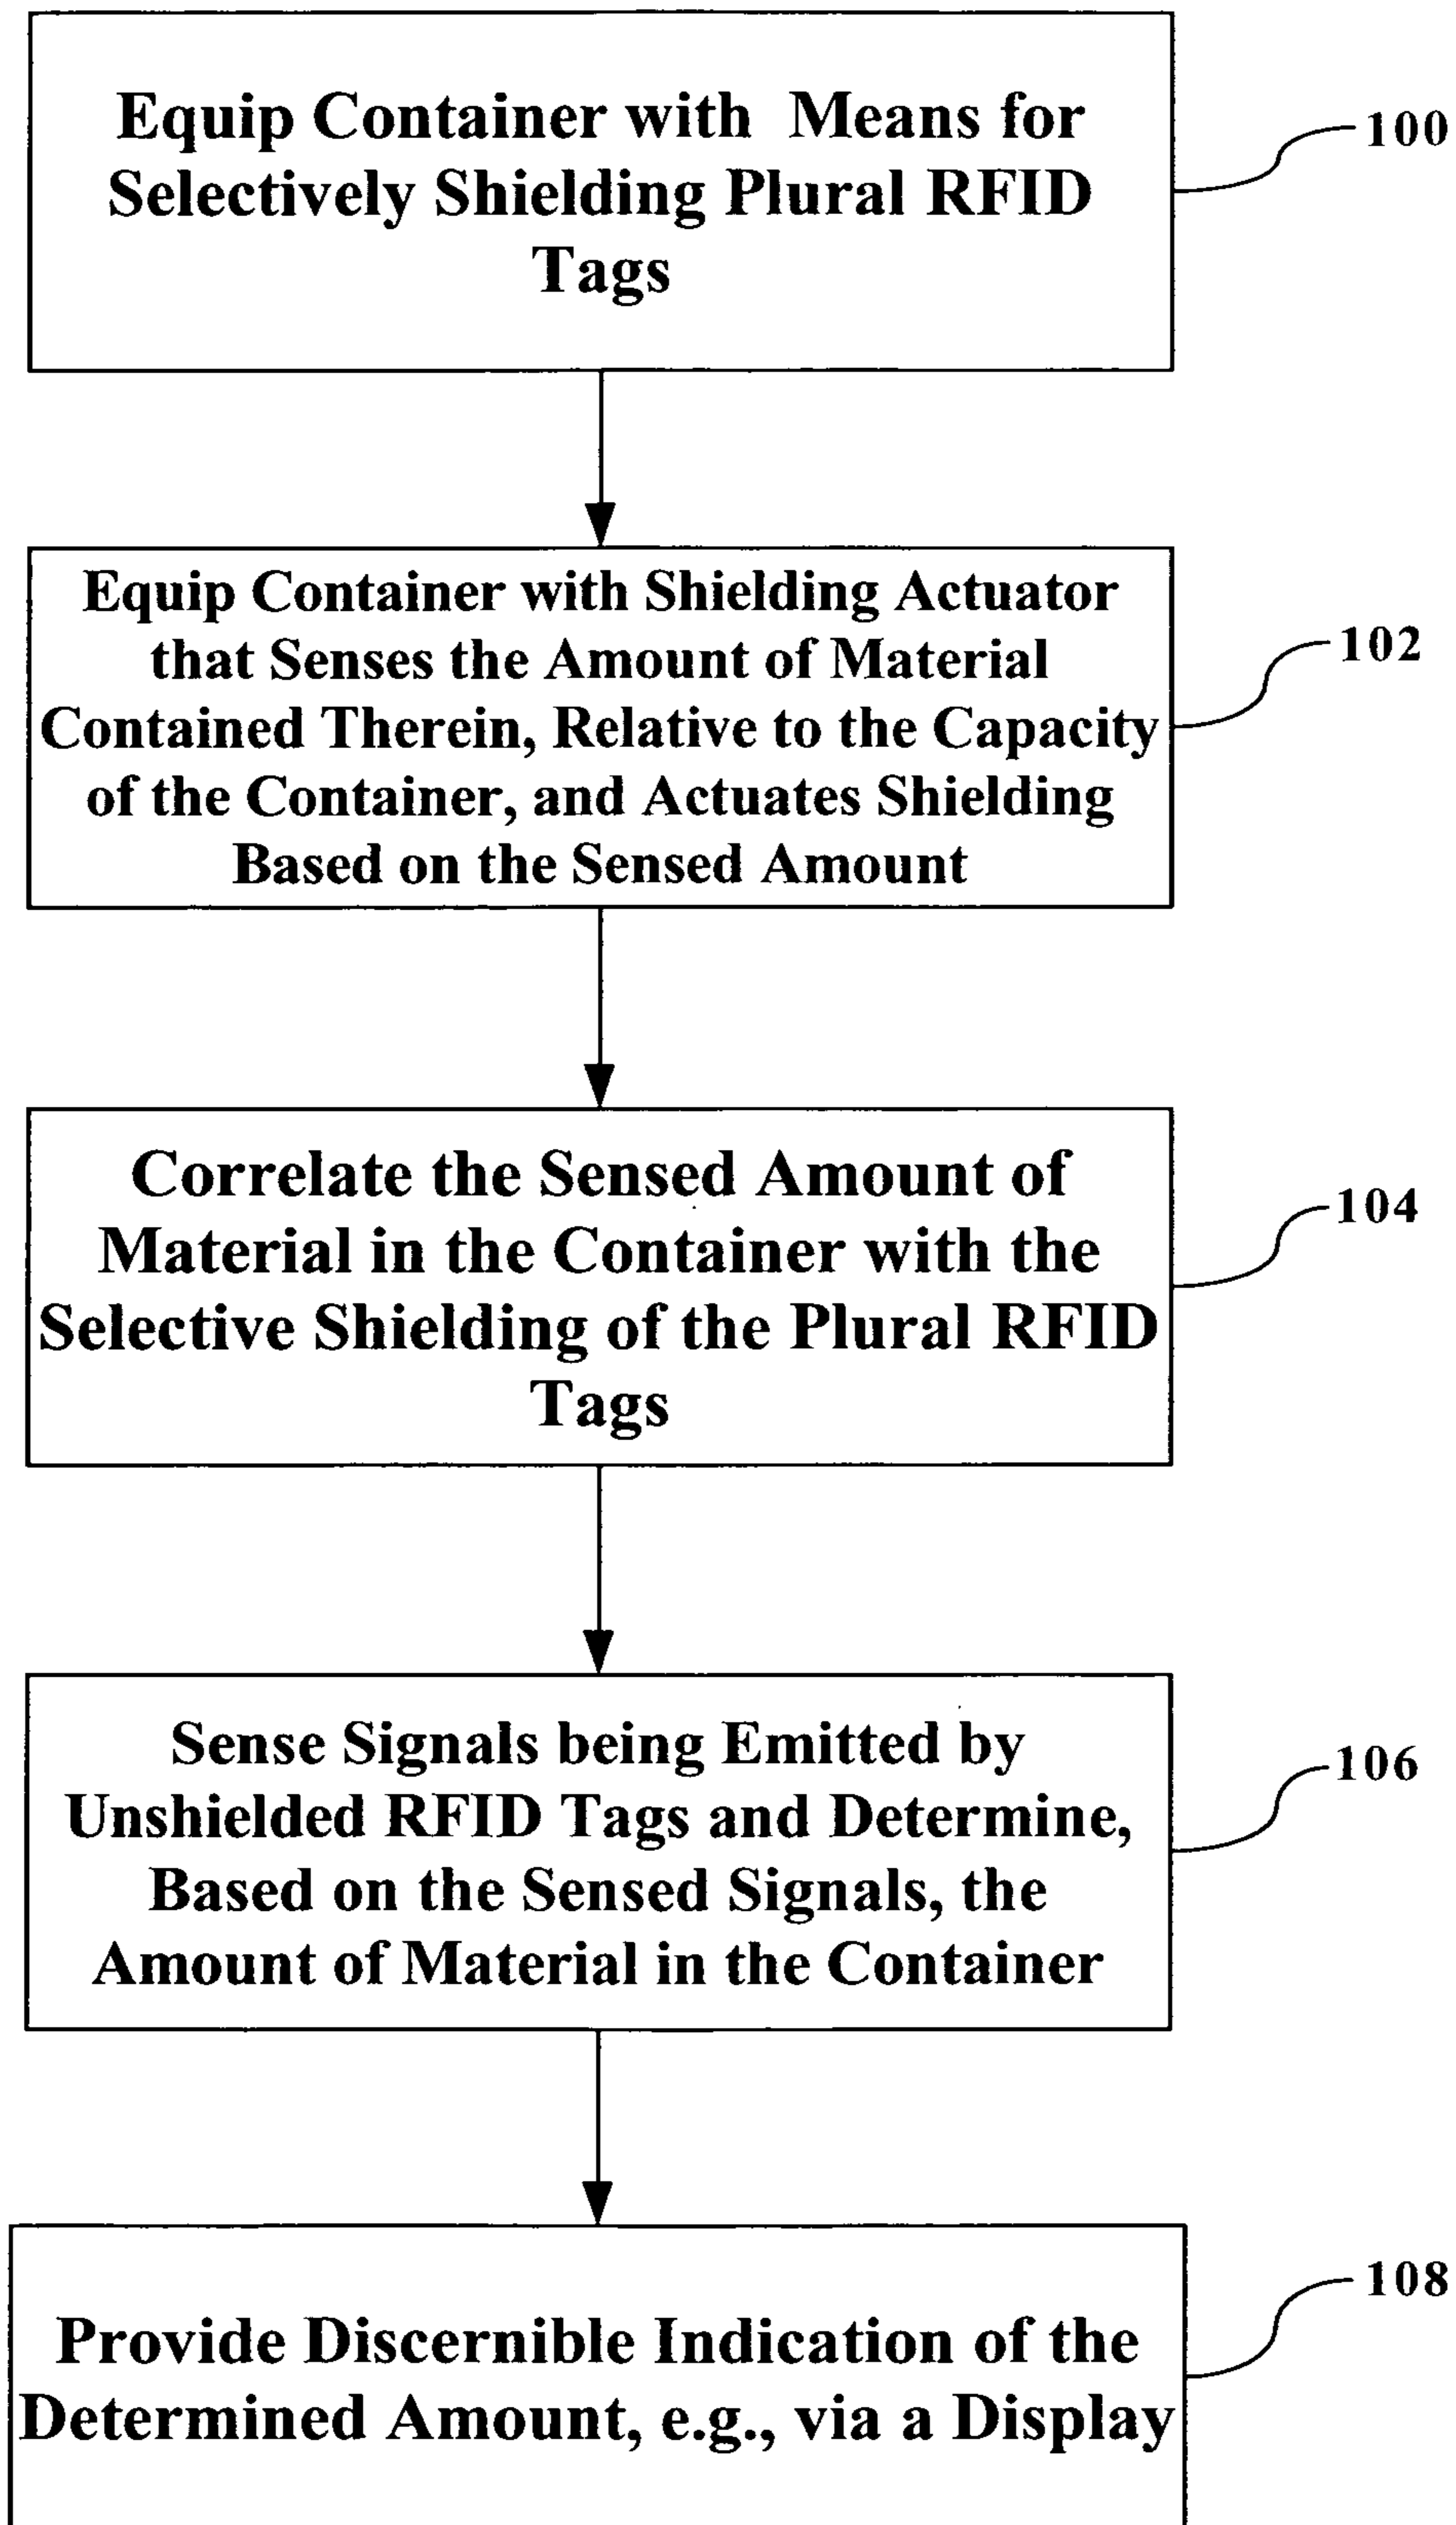 Equip Container with Means for
Selectively Shielding Plural RFID
Tags
100
Equip Container with Shielding Actuator
that Senses the Amount of Material
Contained Therein, Relative to the Capacity
of the Container, and Actuates Shielding
Based on the Sensed Amount
102
Correlate the Sensed Amount of
Material in the Container with the
Selective Shielding of the Plural RFID
Tags
104
Sense Signals being Emitted by
Unshielded RFID Tags and Determine,
Based on the Sensed Signals, the
Amount of Material in the Container
106
Provide Discernible Indication of the
Determined Amount, e.g., via a Display
108